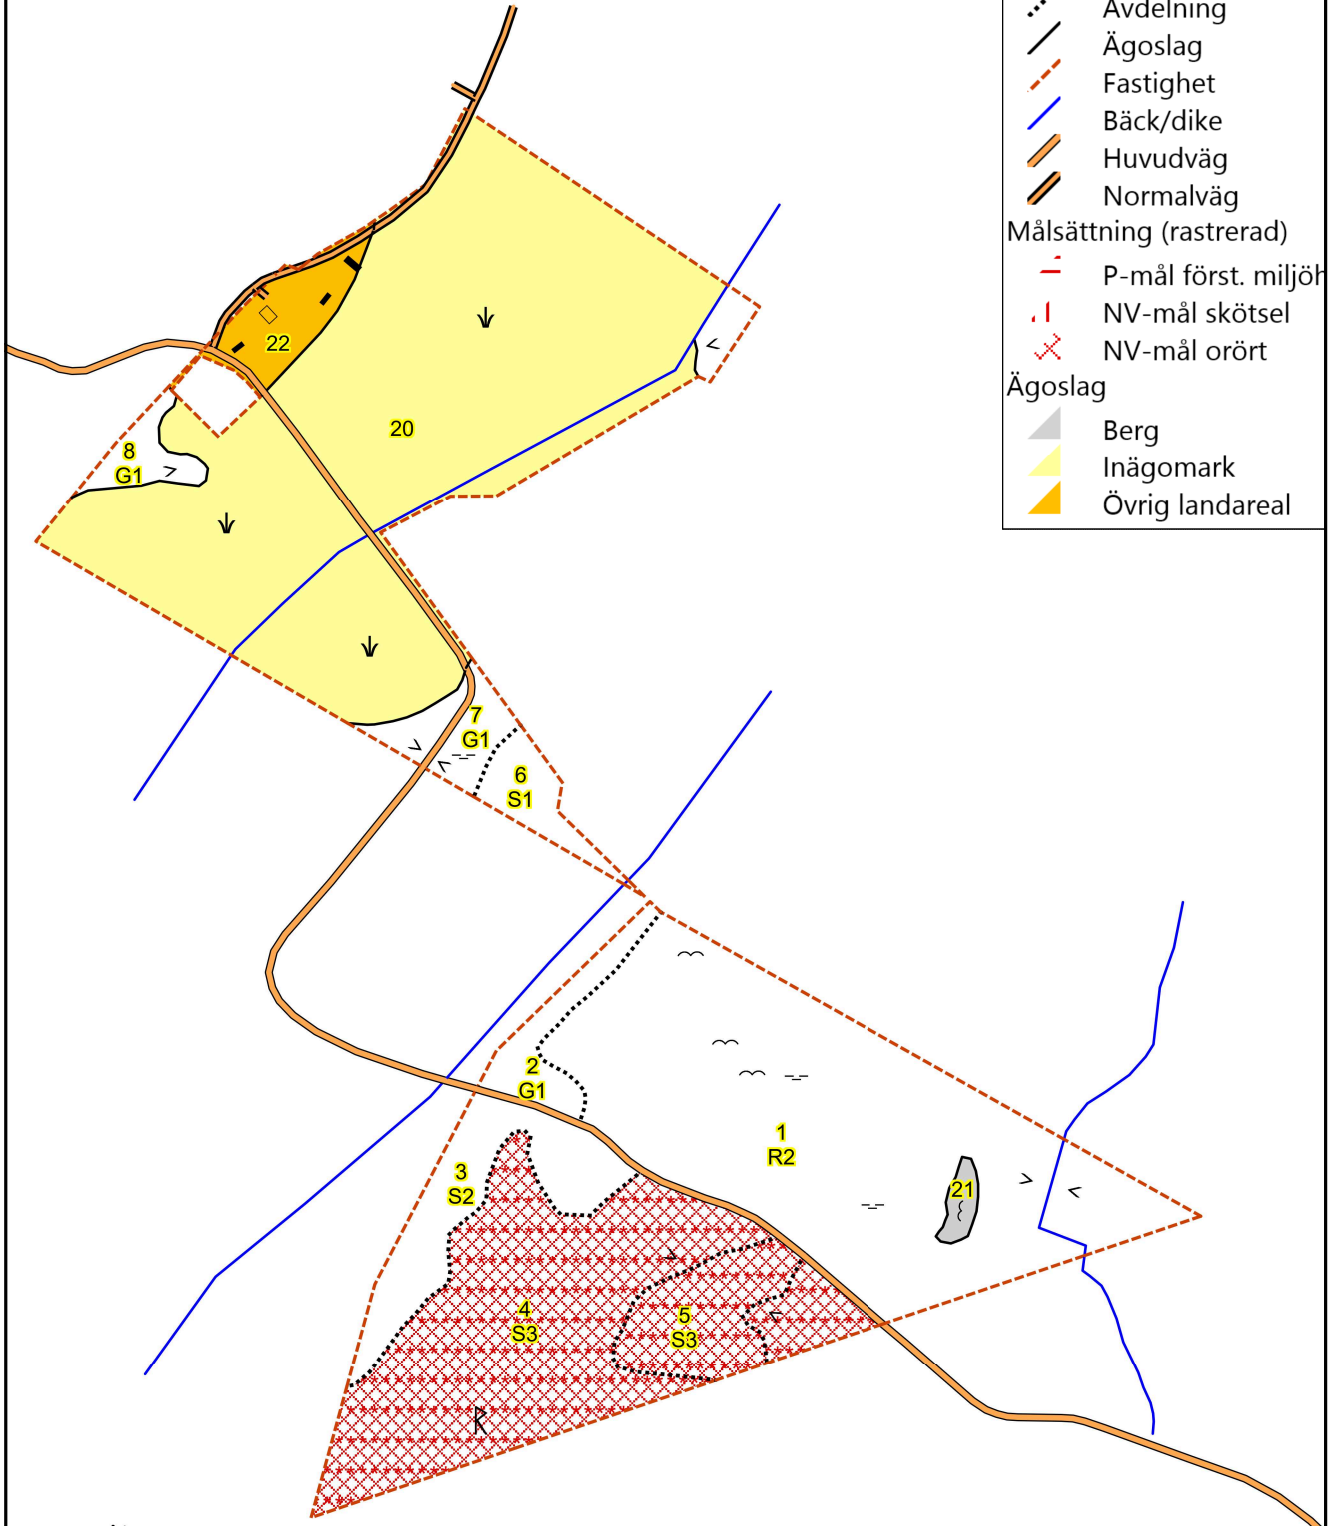 Avdelning
Ägoslag
Fastighet
Bäck/dike
Huvudväg
Normalväg
Målsättning (rastrerad)
P-mål först. miljöh
NV-mål skötsel
NV-mål orört
Ägoslag
Berg
Inägomark
Övrig landareal
22
20
8
G1
7
G1
6
S1
2
G1
1
R2
3
S2
21
4
S3
5
S3
R